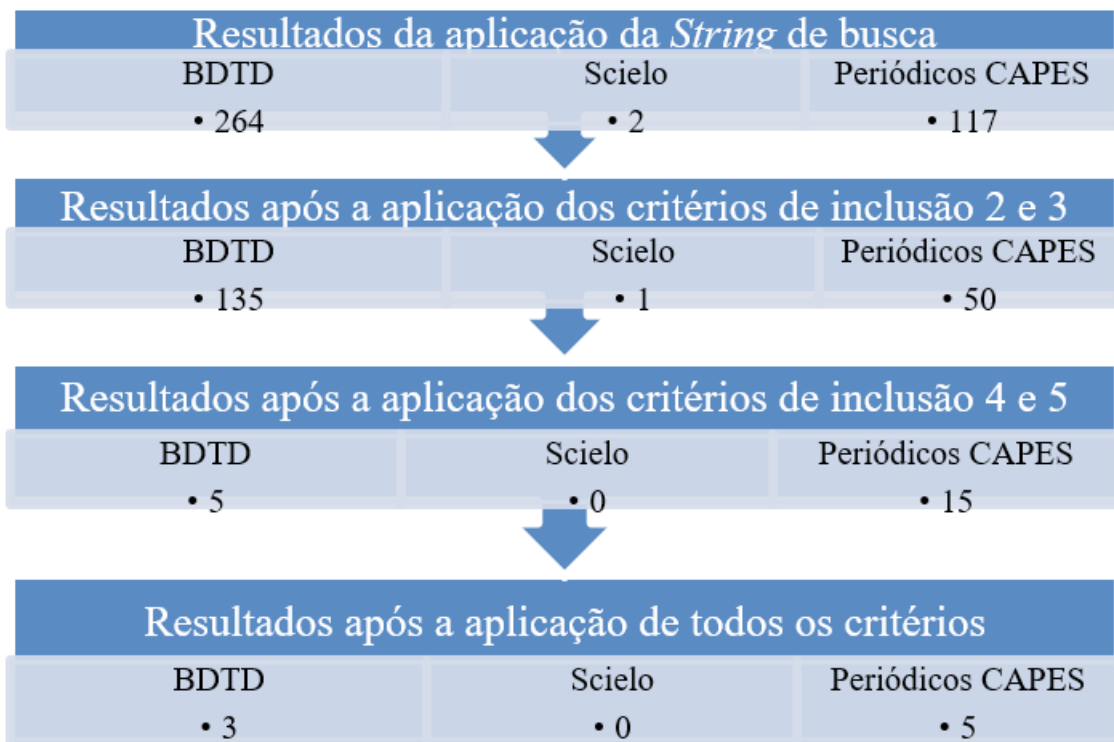 Resultados da aplicação da String de busca
BDTD Scielo Periódicos CAPES
• 264 • 2 • 117
Resultados após a aplicação dos critérios de inclusão 2 e 3
BDTD Scielo Periódicos CAPES
• 135 • 1 • 50
Resultados após a aplicação dos critérios de inclusão 4 e 5
BDTD Scielo Periódicos CAPES
• 5 • 0 • 15
Resultados após a aplicação de todos os critérios
BDTD Scielo Periódicos CAPES
• 3 • 0 • 5